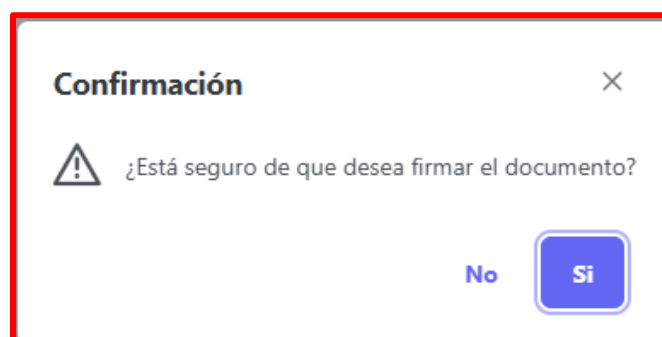 Confirmación
¿Está seguro de que desea firmar el documento?
No
Si